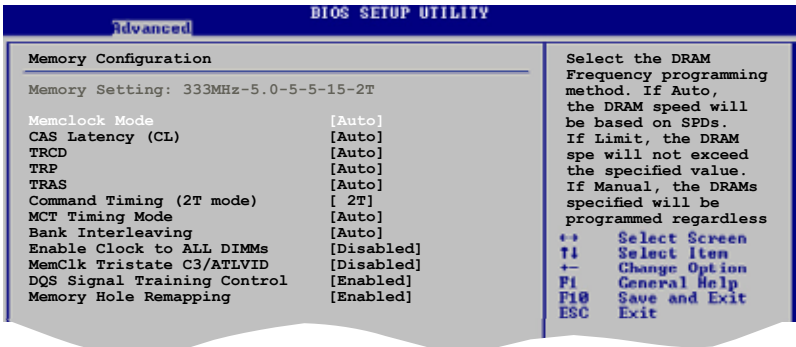 BIOS SETUP UTILITY
Advanced
Memory Configuration
Memory Setting: 333MHz-5.0-5-5-15-2T
Memclock Mode [Auto]
CAS Latency (CL) [Auto]
TRCD [Auto]
TRP [Auto]
TRAS [Auto]
Command Timing (2T mode) [ 2T]
MCT Timing Mode [Auto]
Bank Interleaving [Auto]
Enable Clock to ALL DIMMs [Disabled]
MemClk Tristate C3/ATLVID [Disabled]
DQS Signal Training Control [Enabled]
Memory Hole Remapping [Enabled]
Select the DRAM
Frequency programming
method. If Auto,
the DRAM speed will
be based on SPDs.
If Limit, the DRAM
spe will not exceed
the specified value.
If Manual, the DRAMs
specified will be
programmed regardless
←→ Select Screen
↑↓ Select Item
+- Change Option
F1 General Help
F10 Save and Exit
ESC Exit